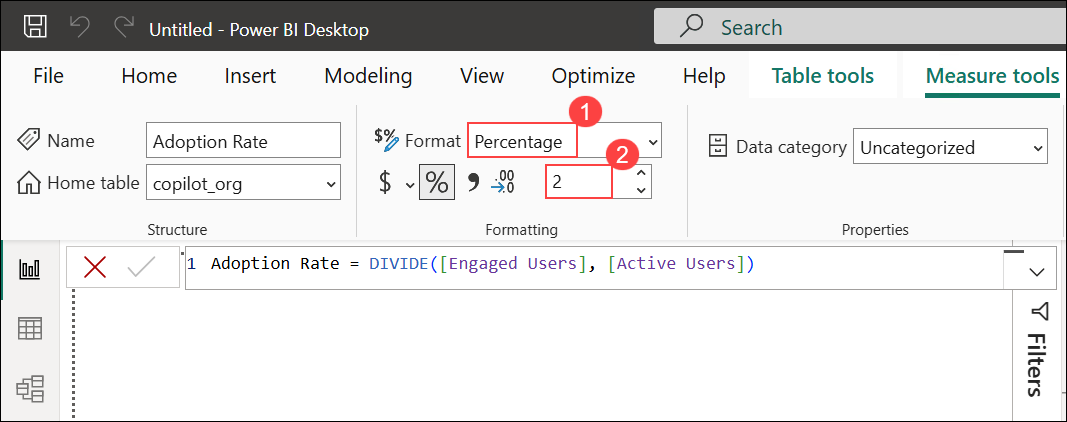 Untitled - Power BI Desktop
Search
File Home Insert Modeling View Optimize Help Table tools Measure tools
1
Name Adoption Rate $% Format Percentage Data category Uncategorized
2
Home table copilot_org $ % , .00 0 2
Structure Formatting Properties
1 Adoption Rate = DIVIDE([Engaged Users], [Active Users])
Filters